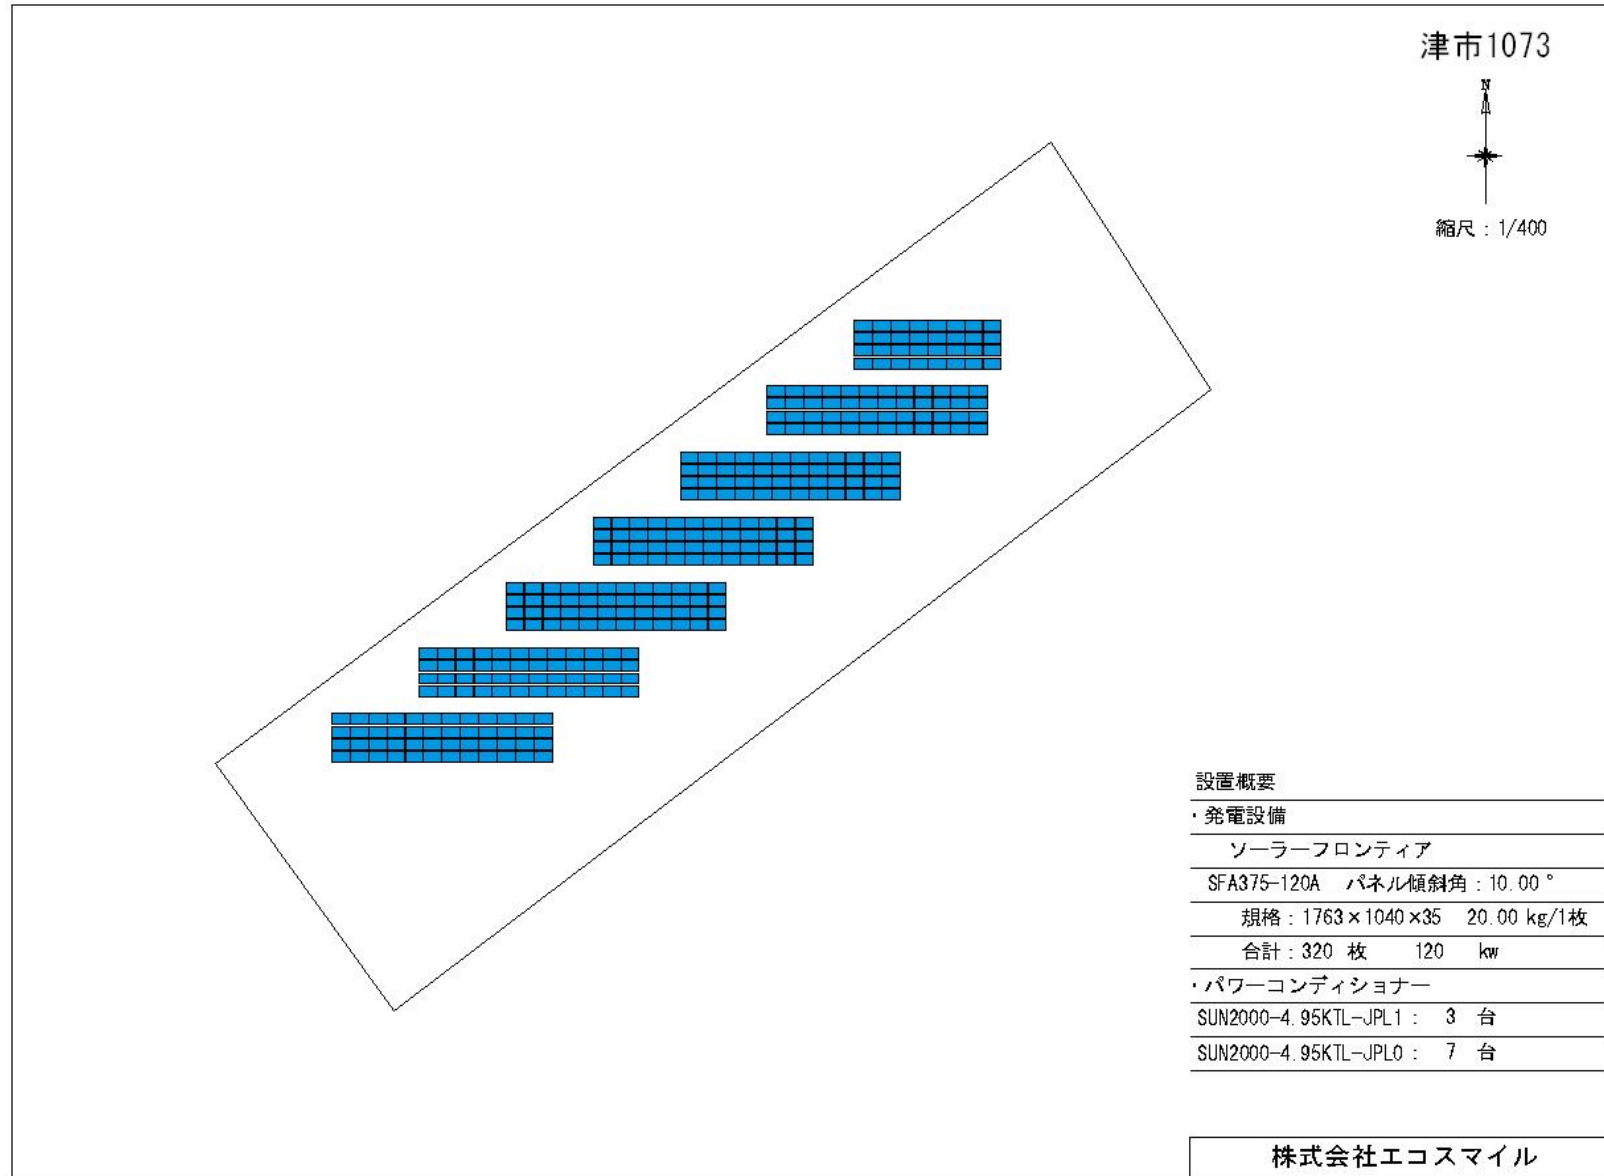 津市1073
N
縮尺：1/400
設置概要
・発電設備
ソーラーフロンティア
SFA375-120A パネル傾斜角：10.00°
規格：1763×1040×35 20.00 kg/1枚
合計：320 枚 120 kw
・パワーコンディショナー
SUN2000-4.95KTL-JPL1： 3 台
SUN2000-4.95KTL-JPL0： 7 台
株式会社エコスマイル